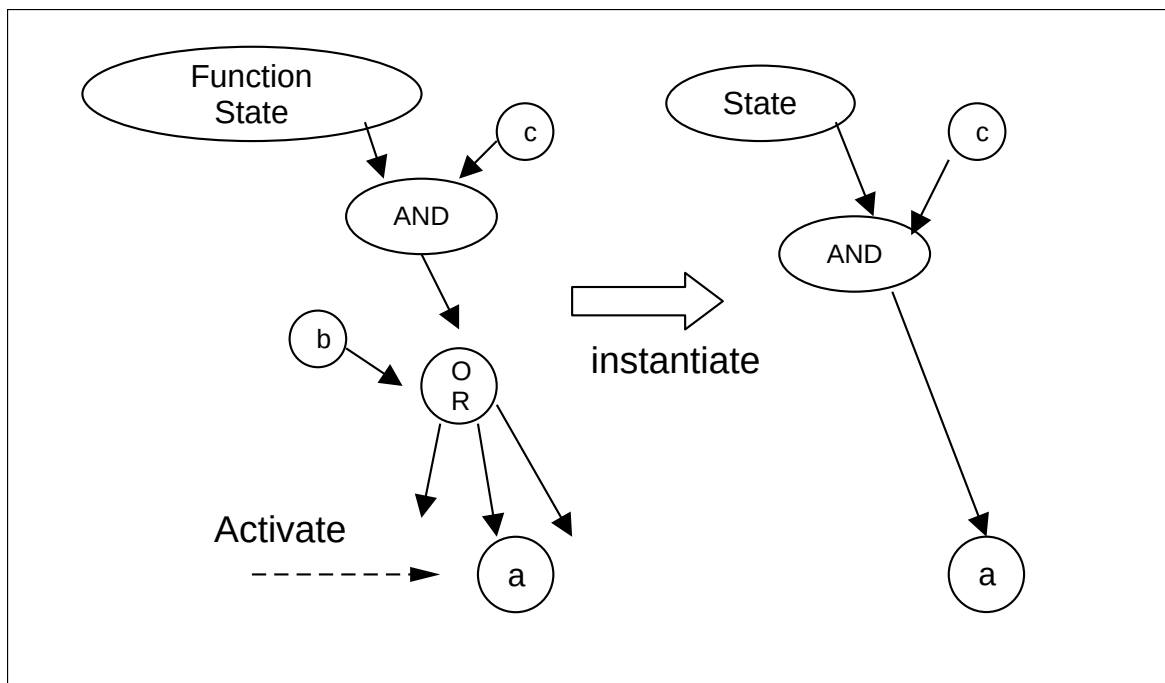 Function
State
c
AND
b
O
R
Activate
a
instantiate
State
c
AND
a